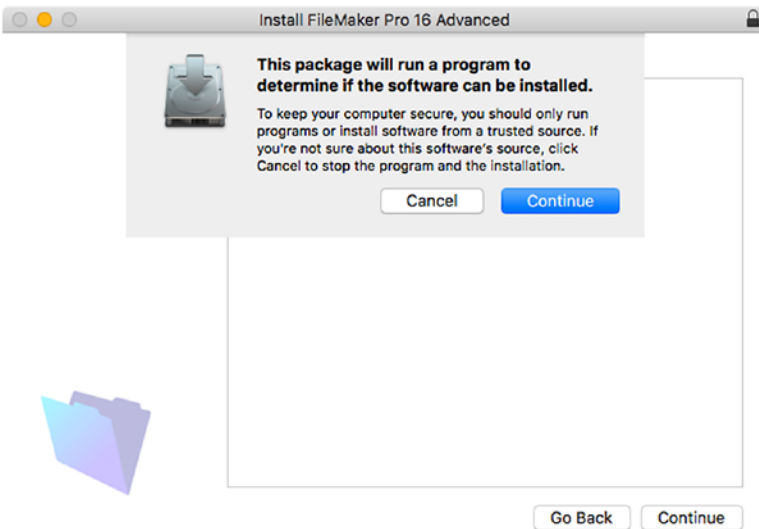 Install FileMaker Pro 16 Advanced
This package will run a program to
determine if the software can be installed.
To keep your computer secure, you should only run
programs or install software from a trusted source. If
you're not sure about this software's source, click
Cancel to stop the program and the installation.
Cancel Continue
Go Back Continue